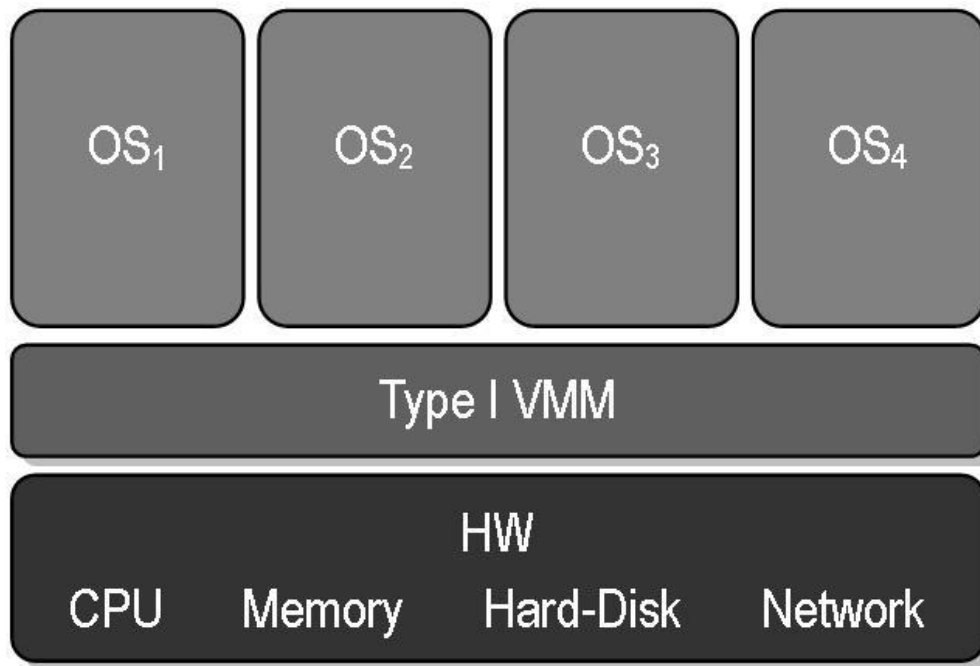 OS₁ OS₂ OS₃ OS₄
Type I VMM
HW
CPU Memory Hard-Disk Network